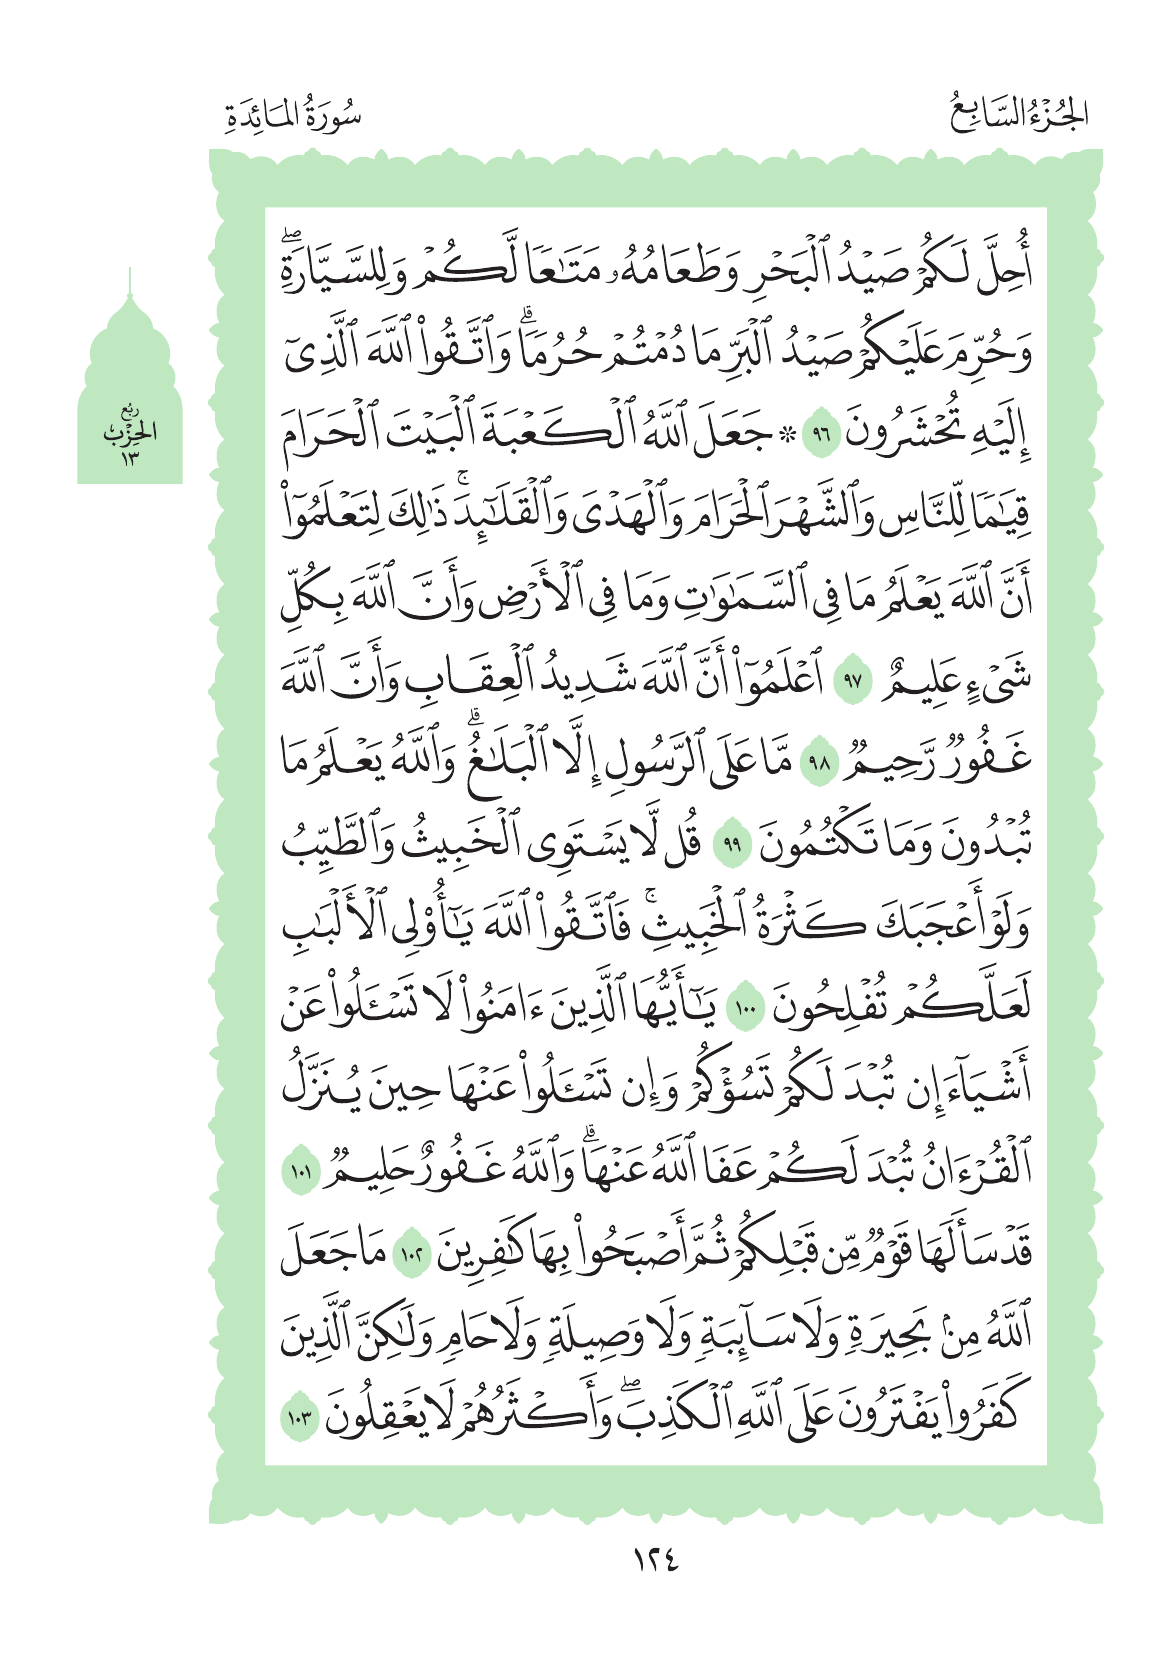 الجُزْءُ السَّابِعُ
سُورَةُ المَائِدَةِ
أُحِلَّ لَكُمۡ صَيۡدُ ٱلۡبَحۡرِ وَطَعَامُهُۥ مَتَٰعٗا لَّكُمۡ وَلِلسَّيَّارَةِۖ
وَحُرِّمَ عَلَيۡكُمۡ صَيۡدُ ٱلۡبَرِّ مَا دُمۡتُمۡ حُرُمٗاۗ وَٱتَّقُواْ ٱللَّهَ ٱلَّذِيٓ
إِلَيۡهِ تُحۡشَرُونَ ٩٦ ۞ جَعَلَ ٱللَّهُ ٱلۡكَعۡبَةَ ٱلۡبَيۡتَ ٱلۡحَرَامَ
قِيَٰمٗا لِّلنَّاسِ وَٱلشَّهۡرَ ٱلۡحَرَامَ وَٱلۡهَدۡيَ وَٱلۡقَلَٰٓئِدَۚ ذَٰلِكَ لِتَعۡلَمُوٓاْ
أَنَّ ٱللَّهَ يَعۡلَمُ مَا فِي ٱلسَّمَٰوَٰتِ وَمَا فِي ٱلۡأَرۡضِ وَأَنَّ ٱللَّهَ بِكُلِّ
شَيۡءٍ عَلِيمٌ ٩٧ ٱعۡلَمُوٓاْ أَنَّ ٱللَّهَ شَدِيدُ ٱلۡعِقَابِ وَأَنَّ ٱللَّهَ
غَفُورٞ رَّحِيمٞ ٩٨ مَّا عَلَى ٱلرَّسُولِ إِلَّا ٱلۡبَلَٰغُۗ وَٱللَّهُ يَعۡلَمُ مَا
تُبۡدُونَ وَمَا تَكۡتُمُونَ ٩٩ قُل لَّا يَسۡتَوِي ٱلۡخَبِيثُ وَٱلطَّيِّبُ
وَلَوۡ أَعۡجَبَكَ كَثۡرَةُ ٱلۡخَبِيثِۚ فَٱتَّقُواْ ٱللَّهَ يَٰٓأُوْلِي ٱلۡأَلۡبَٰبِ
لَعَلَّكُمۡ تُفۡلِحُونَ ١٠٠ يَٰٓأَيُّهَا ٱلَّذِينَ ءَامَنُواْ لَا تَسۡـَٔلُواْ عَنۡ
أَشۡيَآءَ إِن تُبۡدَ لَكُمۡ تَسُؤۡكُمۡ وَإِن تَسۡـَٔلُواْ عَنۡهَا حِينَ يُنَزَّلُ
ٱلۡقُرۡءَانُ تُبۡدَ لَكُمۡ عَفَا ٱللَّهُ عَنۡهَاۗ وَٱللَّهُ غَفُورٌ حَلِيمٞ ١٠١
قَدۡ سَأَلَهَا قَوۡمٞ مِّن قَبۡلِكُمۡ ثُمَّ أَصۡبَحُواْ بِهَا كَٰفِرِينَ ١٠٢ مَا جَعَلَ
ٱللَّهُ مِنۢ بَحِيرَةٖ وَلَا سَآئِبَةٖ وَلَا وَصِيلَةٖ وَلَا حَامٖ وَلَٰكِنَّ ٱلَّذِينَ
كَفَرُواْ يَفۡتَرُونَ عَلَى ٱللَّهِ ٱلۡكَذِبَۖ وَأَكۡثَرُهُمۡ لَا يَعۡقِلُونَ ١٠٣
رُبُع
الحِزْبِ
١٣
١٢٤